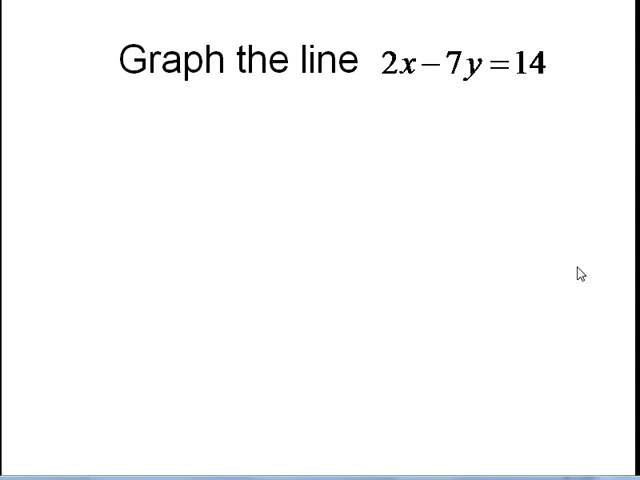 Graph the line 2x − 7y = 14